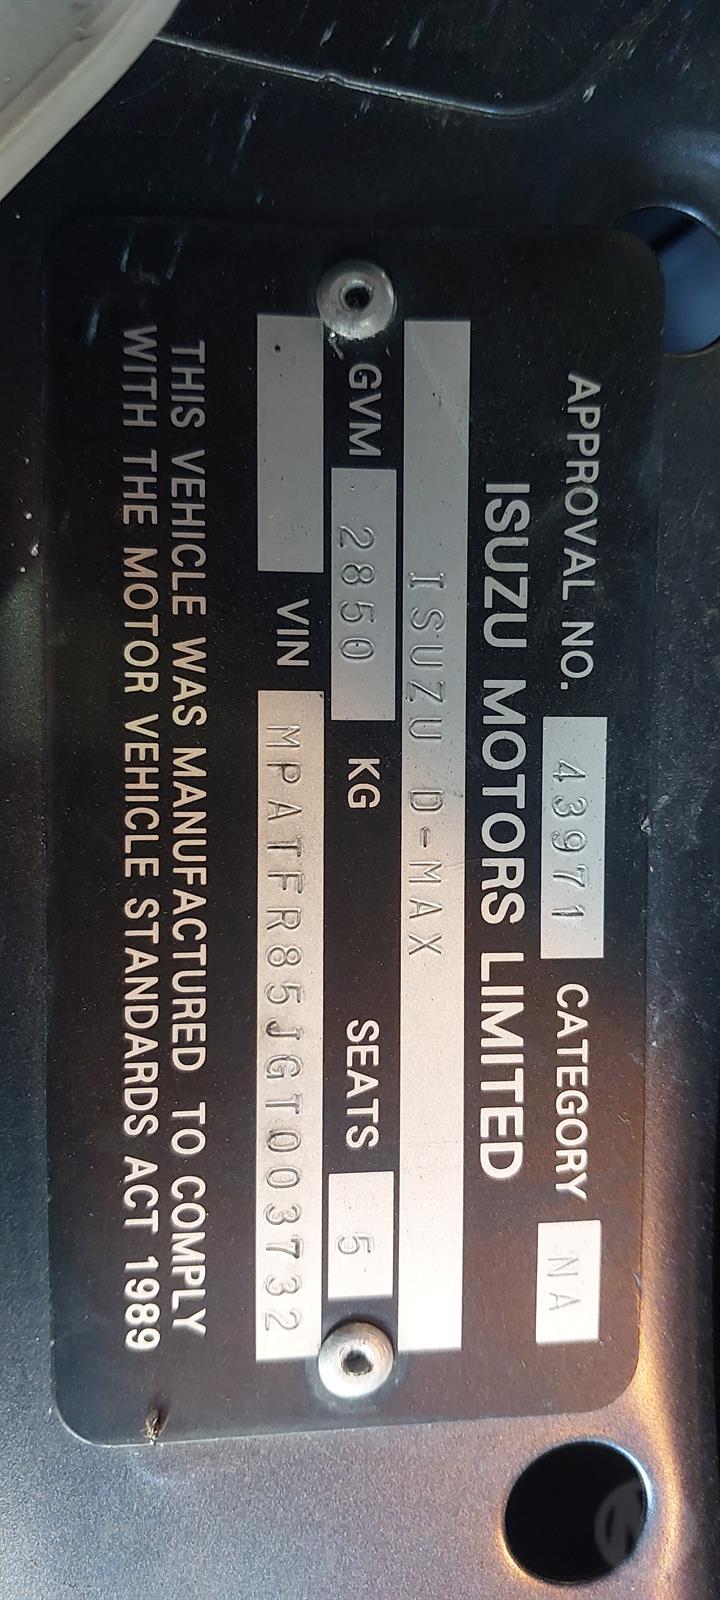 APPROVAL NO. 43971 CATEGORY NA
ISUZU MOTORS LIMITED
ISUZU D-MAX
GVM 2850 KG SEATS 5
VIN MPATFR85JGT003732
THIS VEHICLE WAS MANUFACTURED TO COMPLY
WITH THE MOTOR VEHICLE STANDARDS ACT 1989